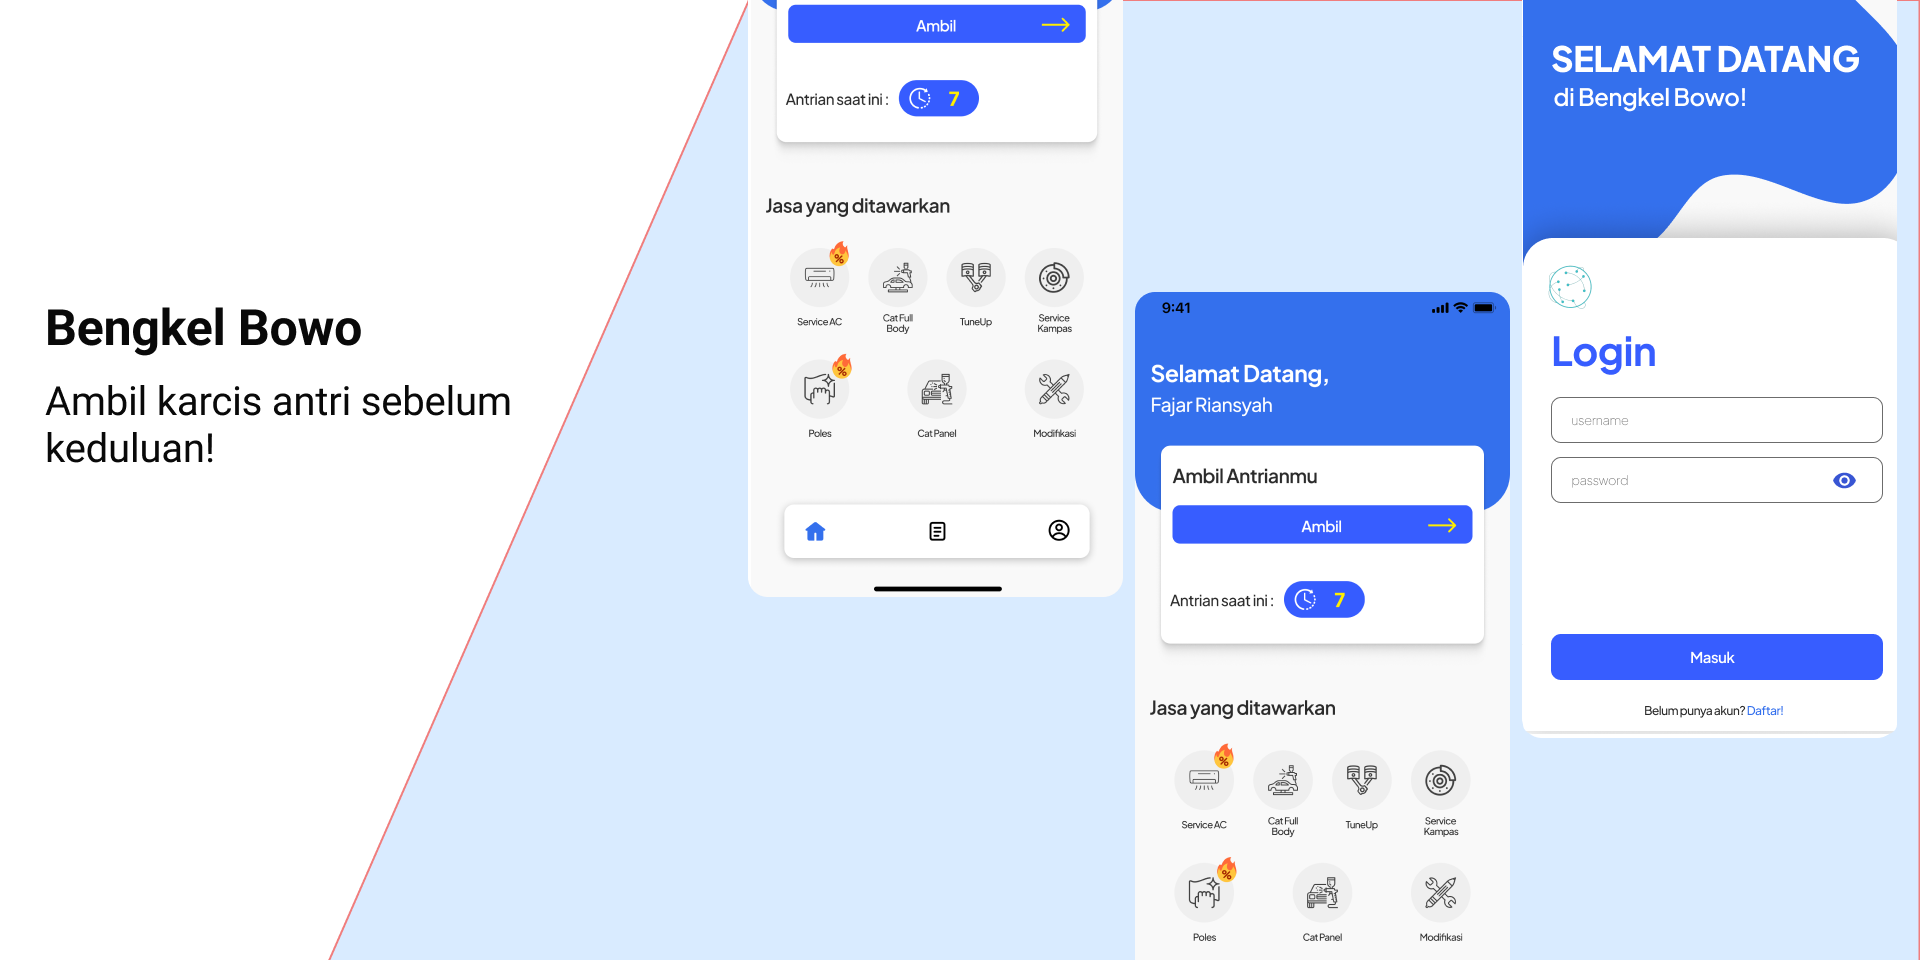 Bengkel Bowo
Ambil karcis antri sebelum
keduluan!
Ambil
Antrian saat ini :
7
Jasa yang ditawarkan
%
Service AC
Cat Full
Body
TuneUp
Service
Kampas
%
Poles
Cat Panel
Modifikasi
9:41
Selamat Datang,
Fajar Riansyah
Ambil Antrianmu
Ambil
Antrian saat ini :
7
Jasa yang ditawarkan
%
Service AC
Cat Full
Body
TuneUp
Service
Kampas
%
Poles
Cat Panel
Modifikasi
SELAMAT DATANG
di Bengkel Bowo!
Login
username
password
Masuk
Belum punya akun? Daftar!